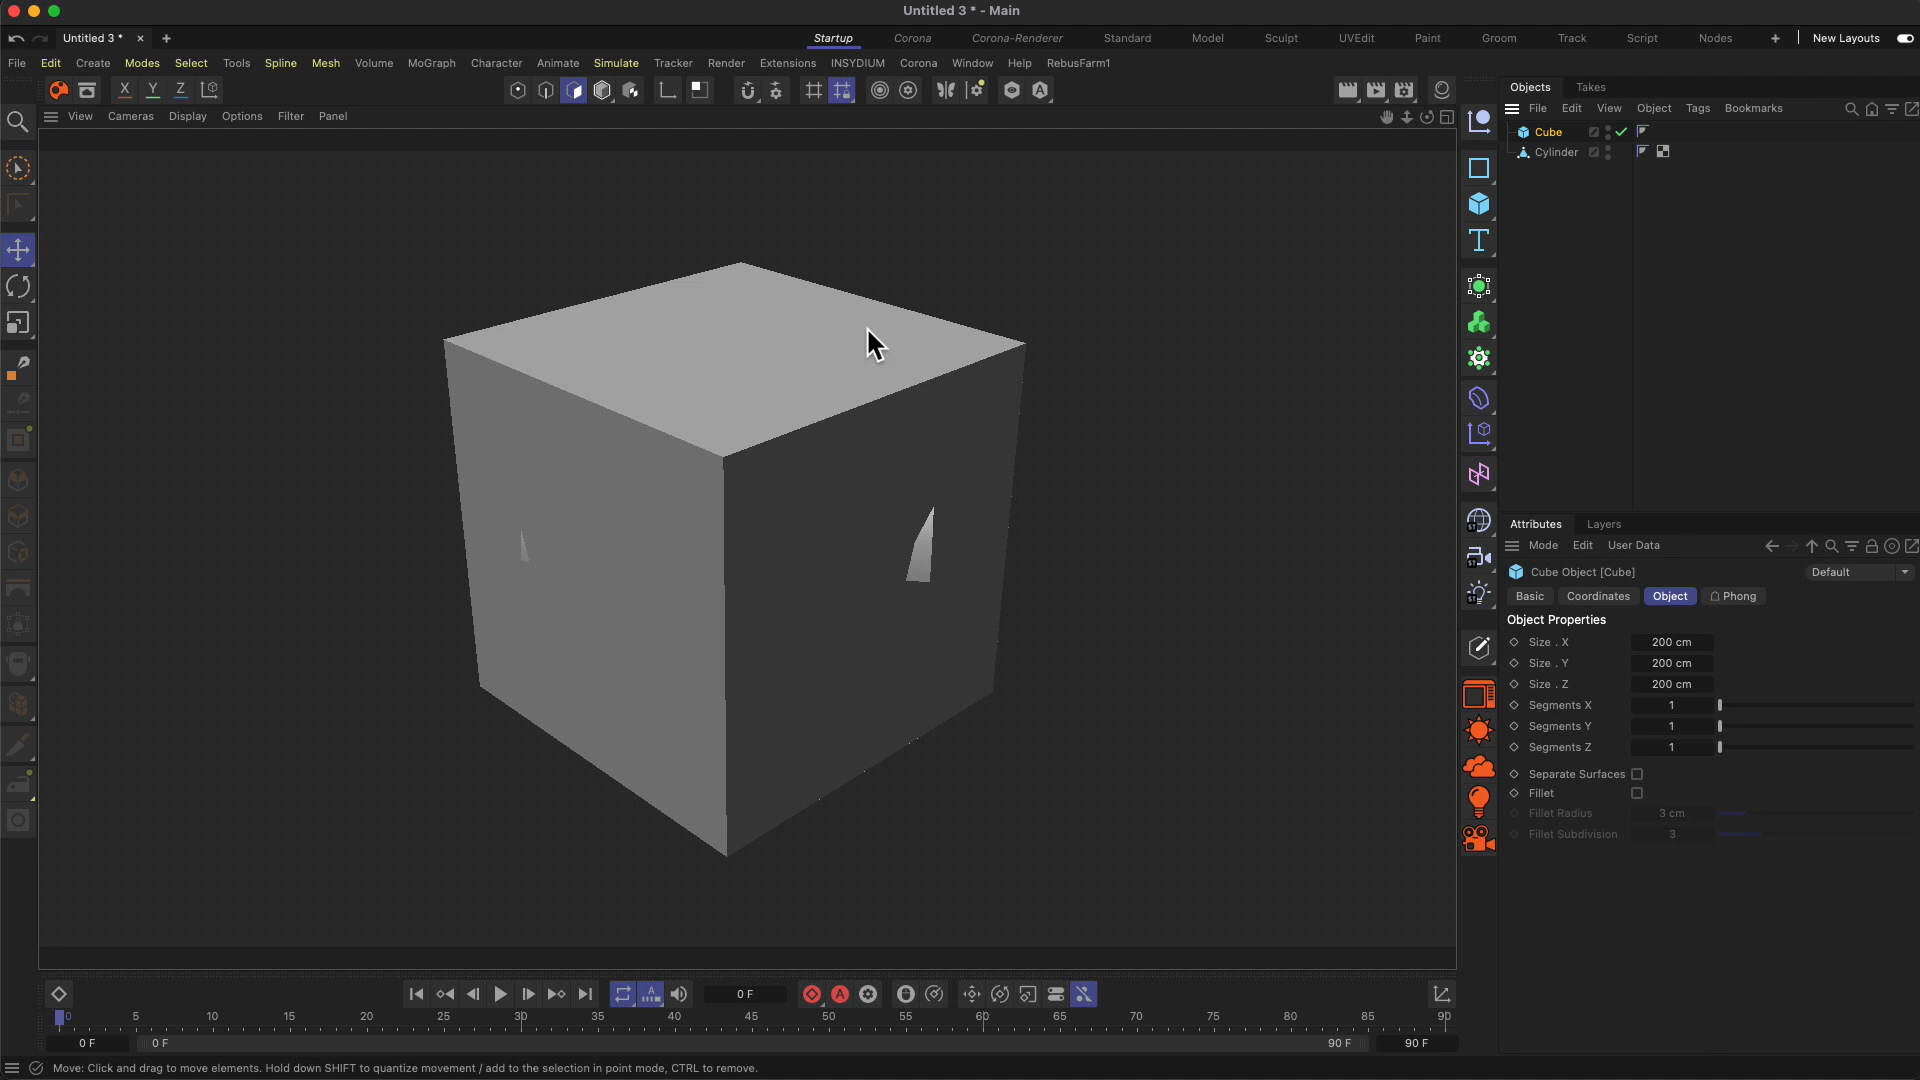 Untitled 3 * - Main
Untitled 3 *
Startup Corona Corona-Renderer Standard Model Sculpt UVEdit Paint Groom Track Script Nodes New Layouts
File Edit Create Modes Select Tools Spline Mesh Volume MoGraph Character Animate Simulate Tracker Render Extensions INSYDIUM Corona Window Help RebusFarm1
X Y Z
Objects Takes
View Cameras Display Options Filter Panel
File Edit View Object Tags Bookmarks
Cube
Cylinder
Attributes Layers
Mode Edit User Data
Cube Object [Cube] Default
Basic Coordinates Object Phong
Object Properties
Size . X 200 cm
Size . Y 200 cm
Size . Z 200 cm
Segments X 1
Segments Y 1
Segments Z 1
Separate Surfaces
Fillet
Fillet Radius 3 cm
Fillet Subdivision 3
0 F
0 5 10 15 20 25 30 35 40 45 50 55 60 65 70 75 80 85 90
0 F 0 F 90 F 90 F
Move: Click and drag to move elements. Hold down SHIFT to quantize movement / add to the selection in point mode, CTRL to remove.